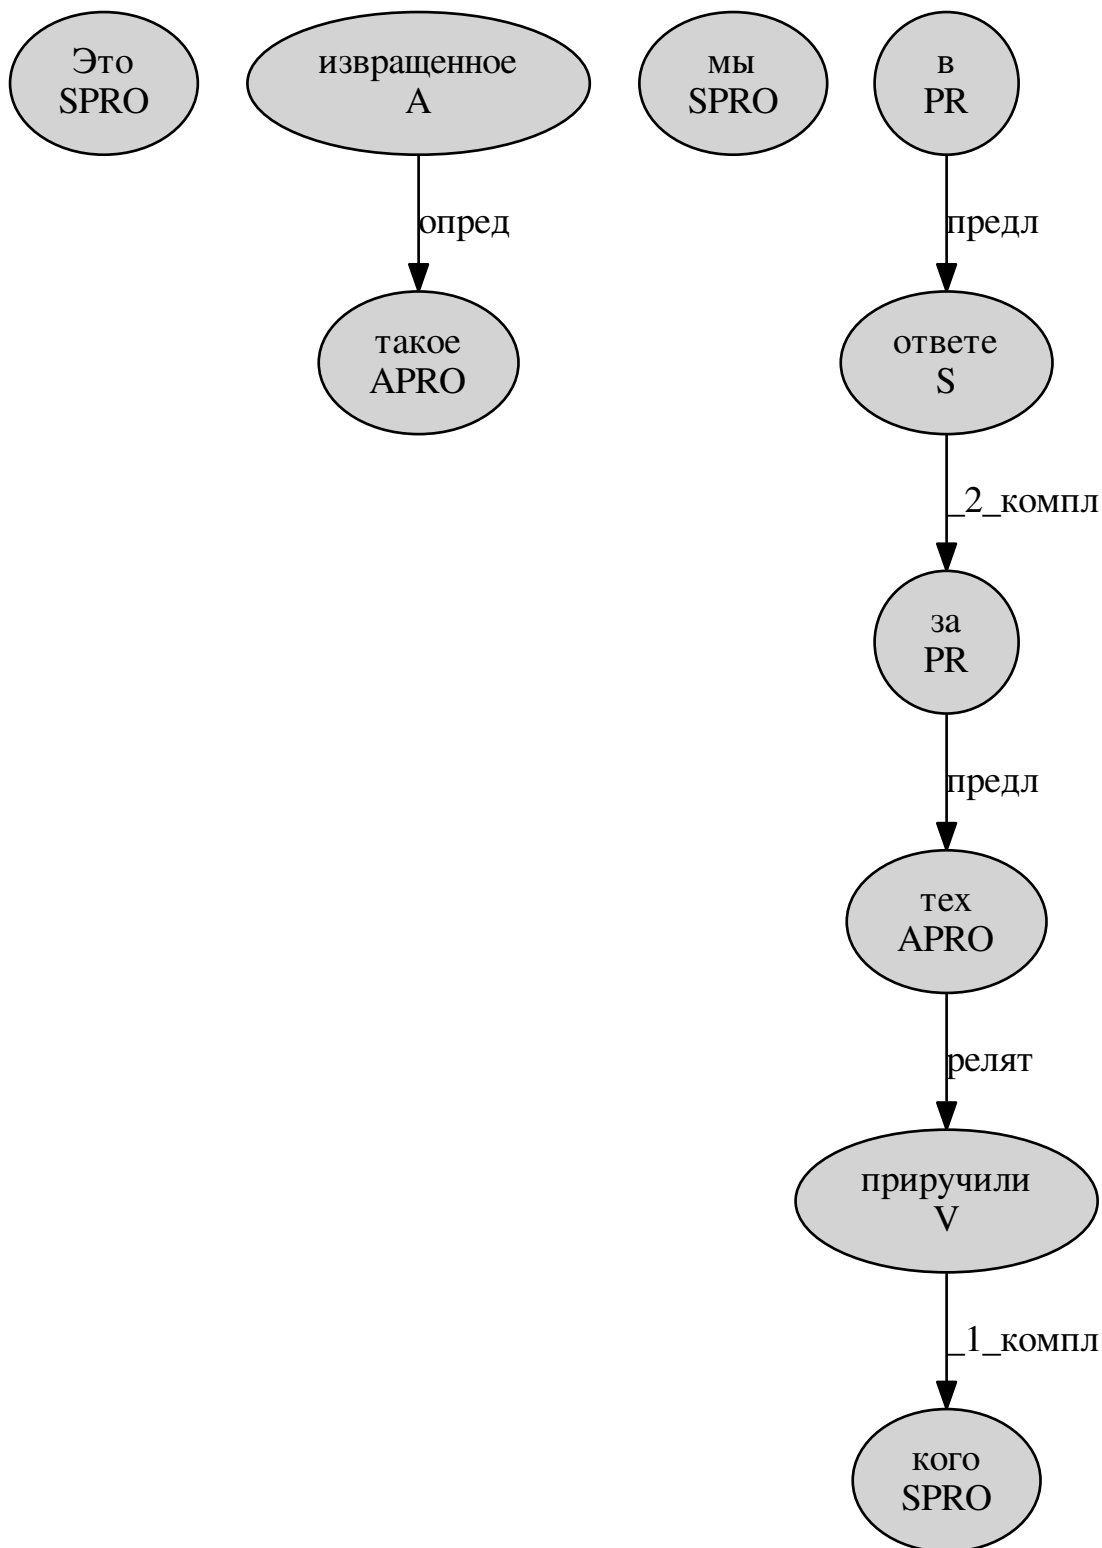 Это
SPRO
извращенное
A
мы
SPRO
в
PR
опред
предл
такое
APRO
ответе
S
_2_компл
за
PR
предл
тех
APRO
релят
приручили
V
_1_компл
кого
SPRO